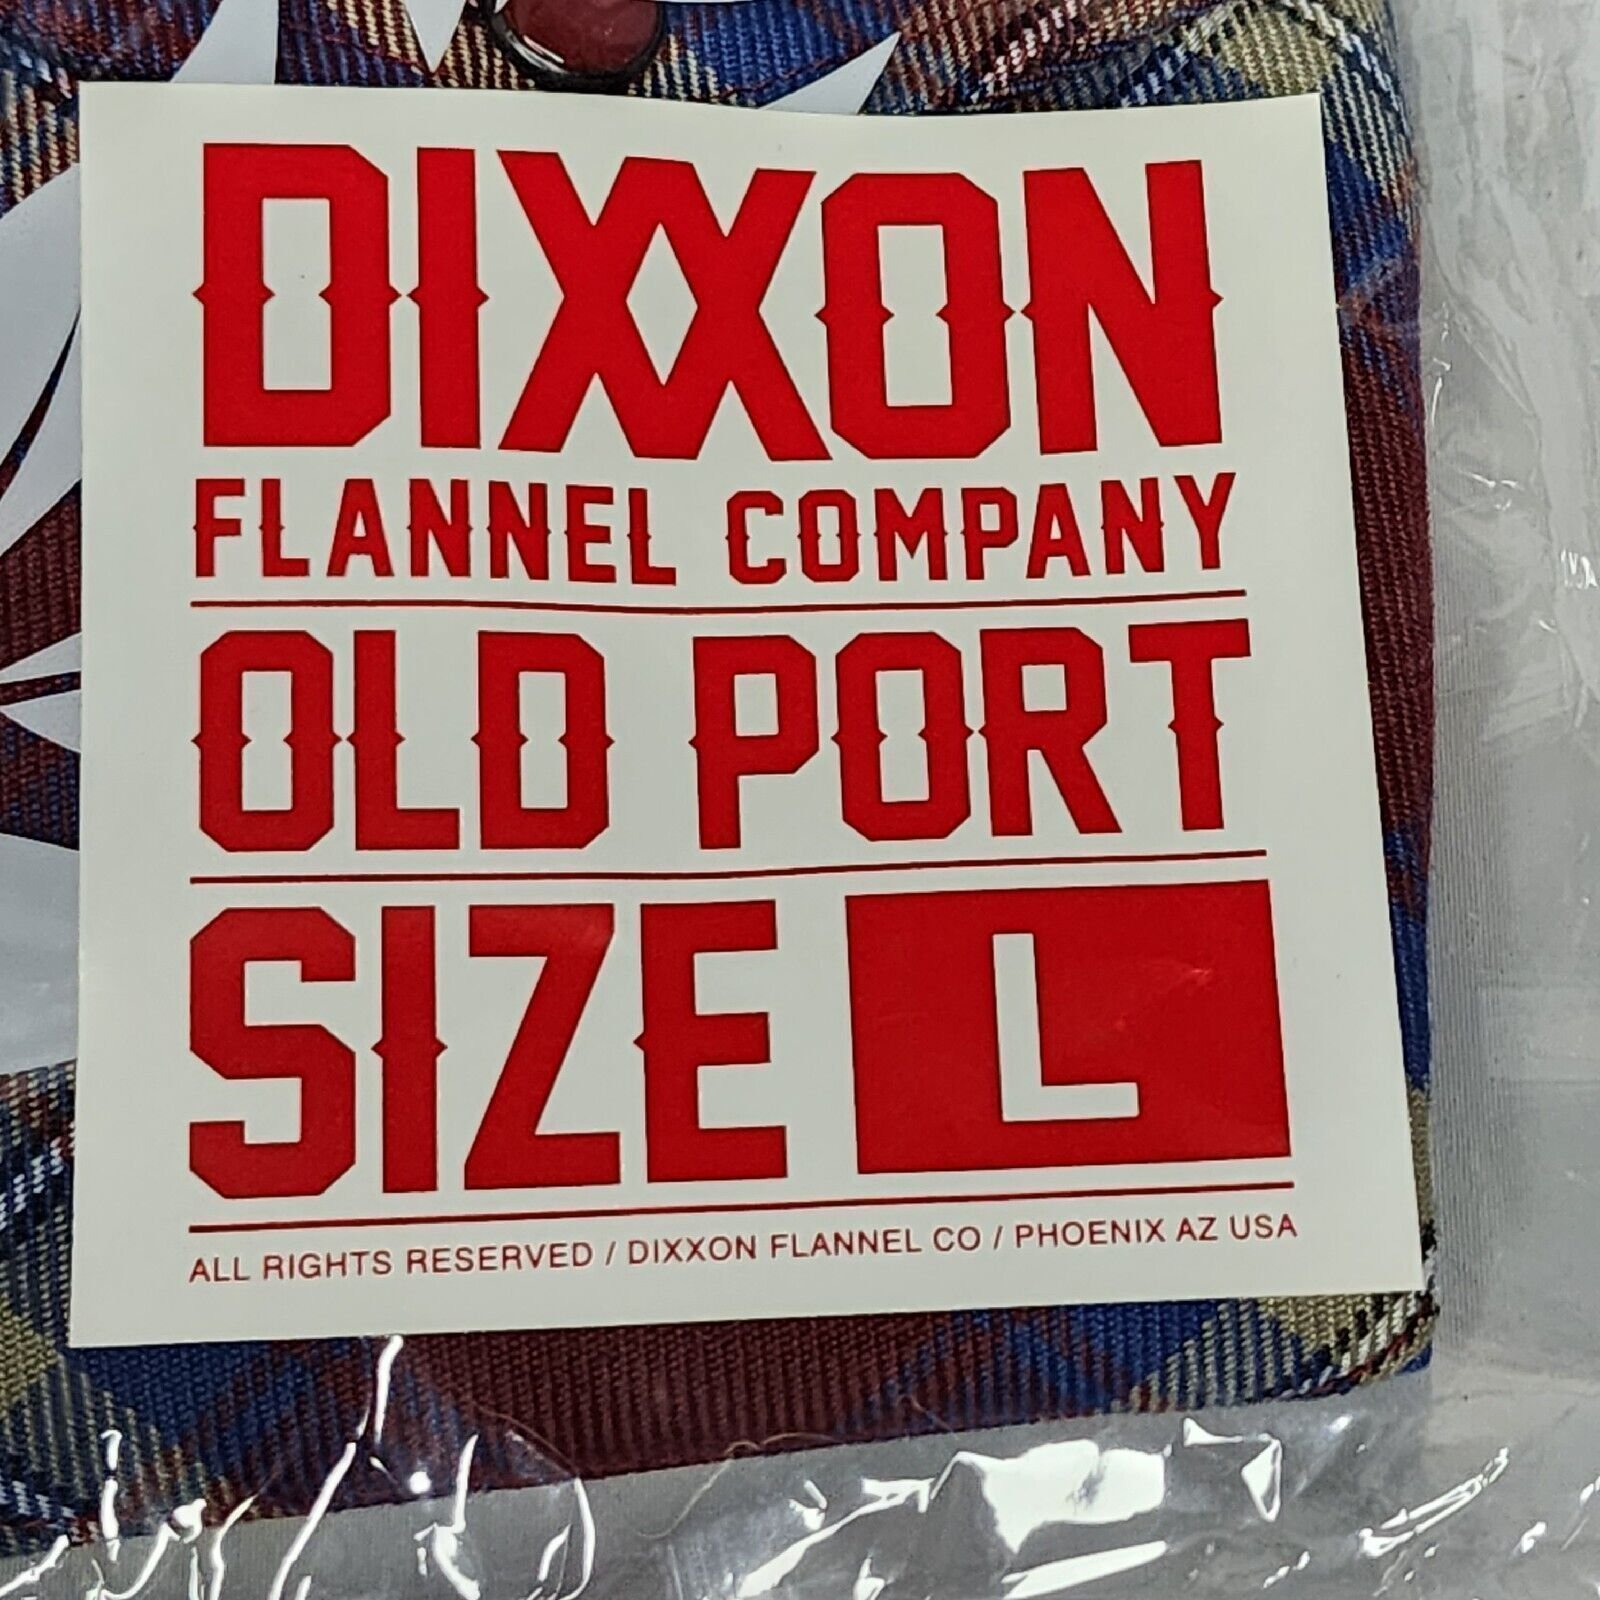 DIXXON
FLANNEL COMPANY
OLD PORT
SIZE L
ALL RIGHTS RESERVED / DIXXON FLANNEL CO / PHOENIX AZ USA